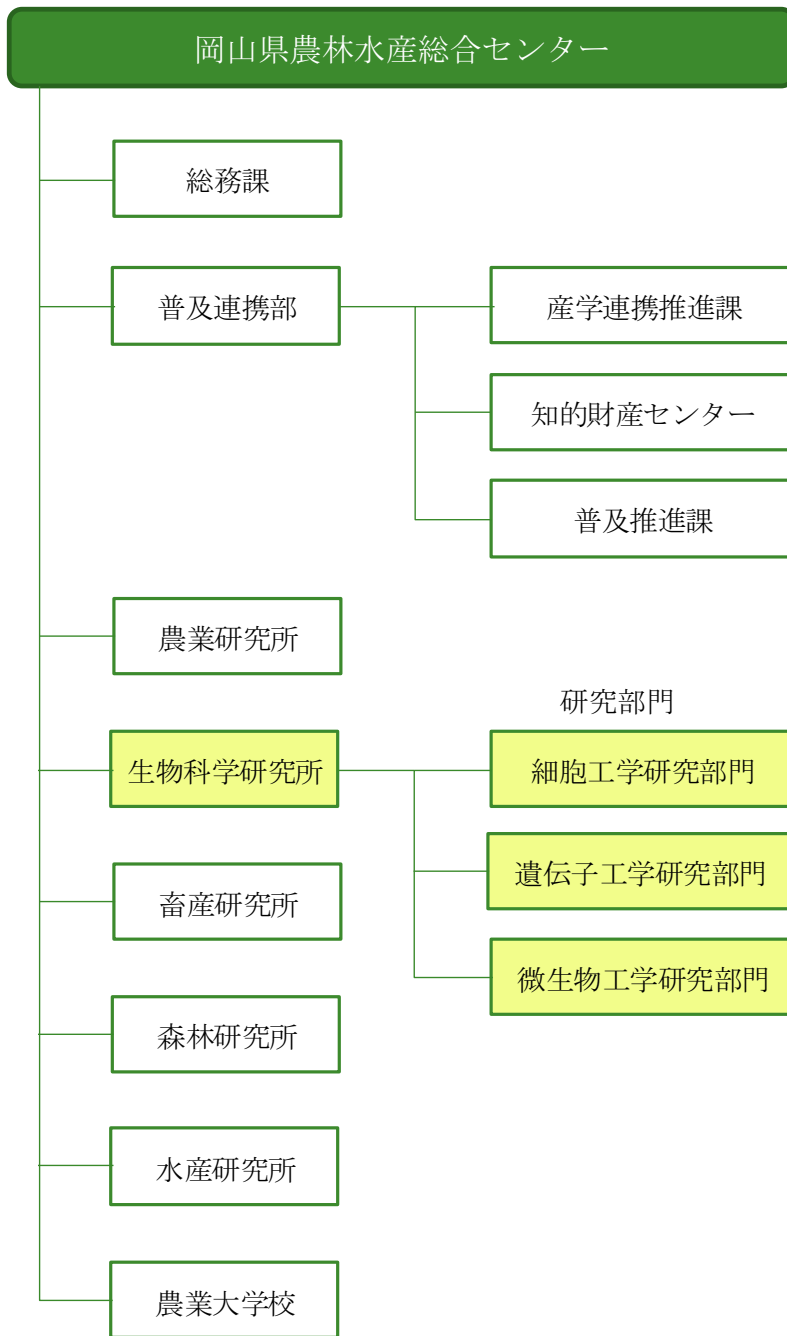 岡山県農林水産総合センター
総務課
普及連携部
産学連携推進課
知的財産センター
普及推進課
農業研究所
研究部門
生物科学研究所
細胞工学研究部門
遺伝子工学研究部門
微生物工学研究部門
畜産研究所
森林研究所
水産研究所
農業大学校